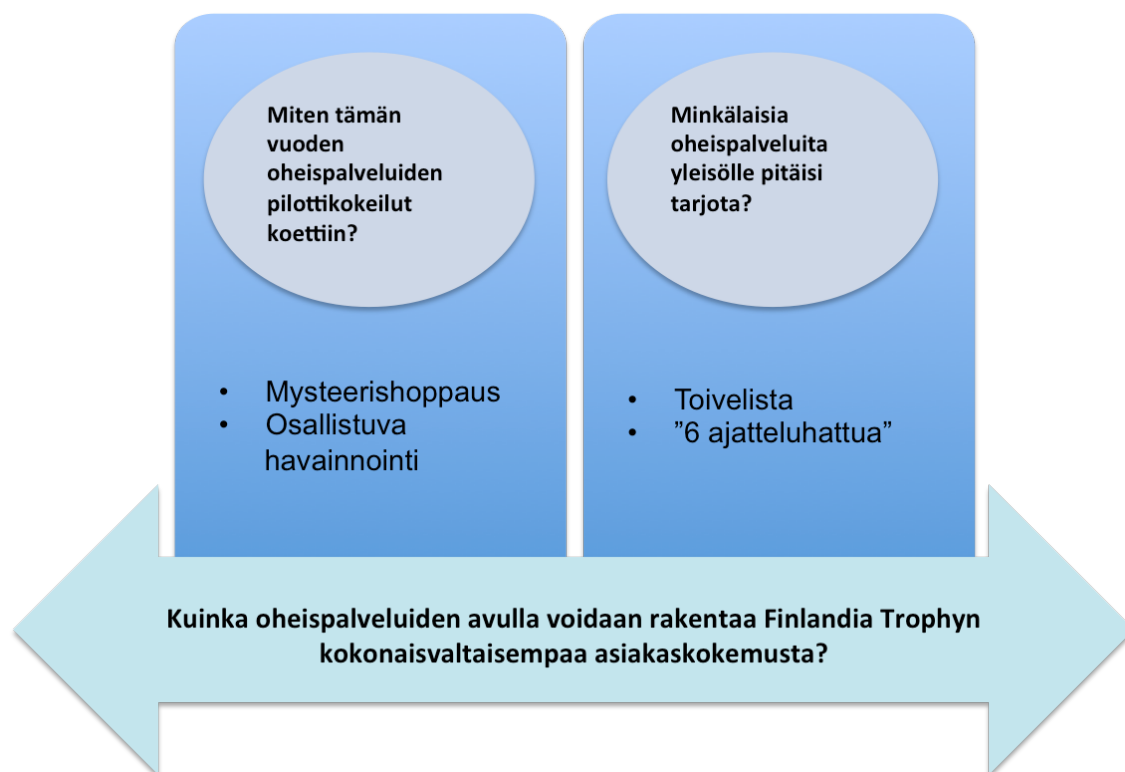 Miten tämän
vuoden
oheispalveluiden
pilottikokeilut
koettiin?
• Mysteerishoppaus
• Osallistuva
havainnointi
Minkälaisia
oheispalveluita
yleisölle pitäisi
tarjota?
• Toivelista
• ”6 ajatteluhattua”
Kuinka oheispalveluiden avulla voidaan rakentaa Finlandia Trophyn
kokonaisvaltaisempaa asiakaskokemusta?